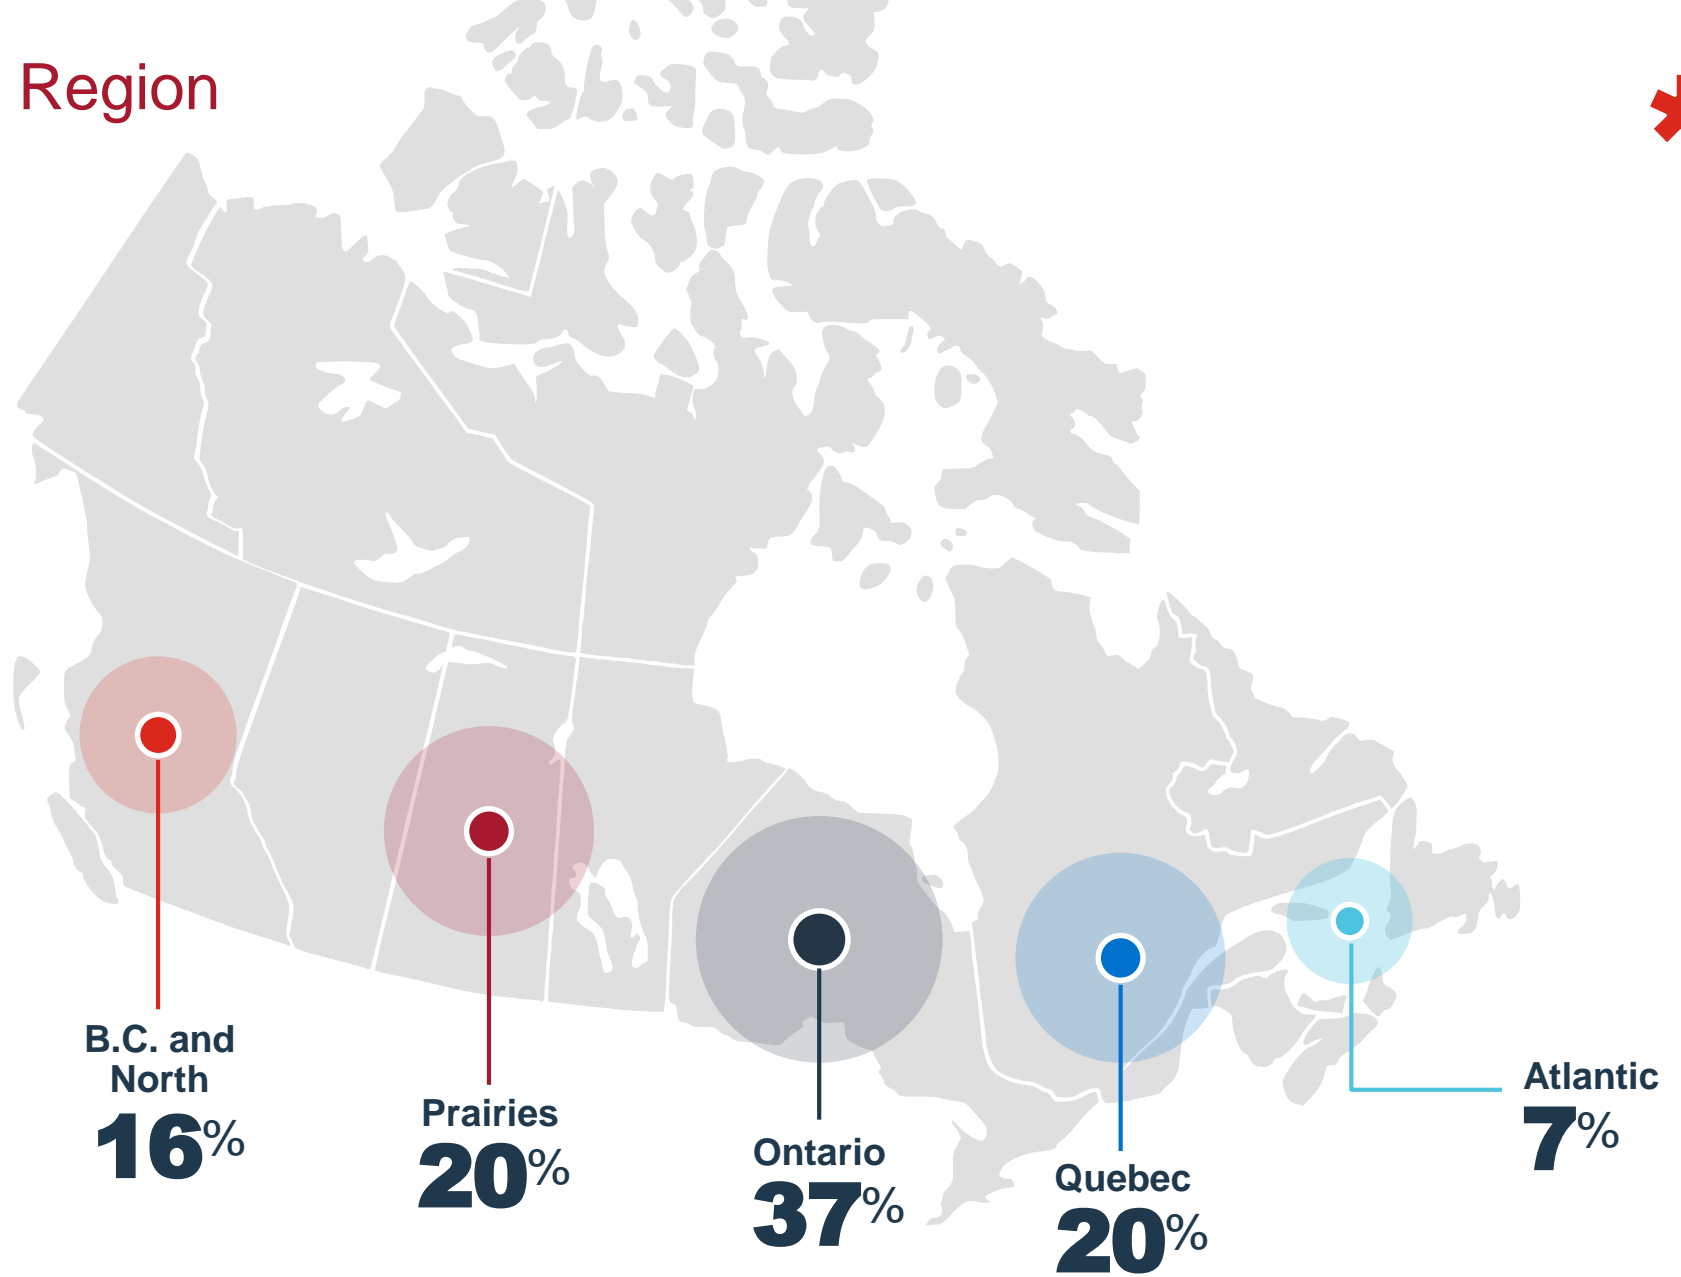 Region
B.C. and
North
16%
Prairies
20%
Ontario
37%
Quebec
20%
Atlantic
7%